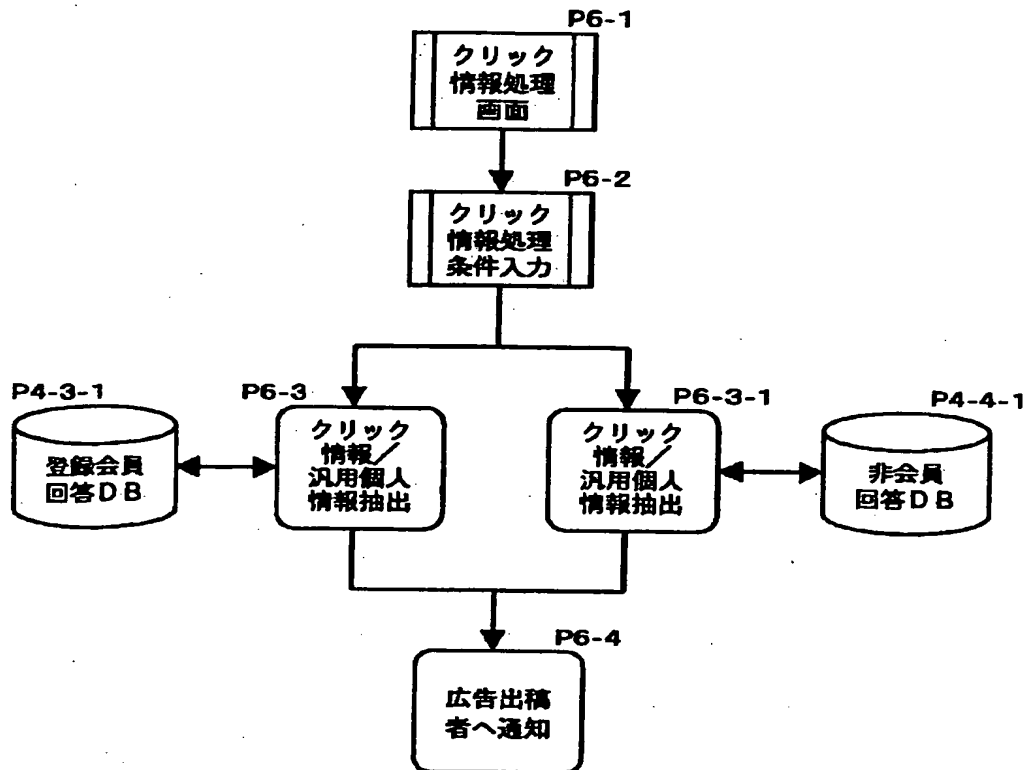 P6-1
クリック
情報処理
画面
P6-2
クリック
情報処理
条件入力
P4-3-1
登録会員
回答DB
P6-3
クリック
情報／
汎用個人
情報抽出
P6-3-1
クリック
情報／
汎用個人
情報抽出
P4-4-1
非会員
回答DB
P6-4
広告出稿
者へ通知